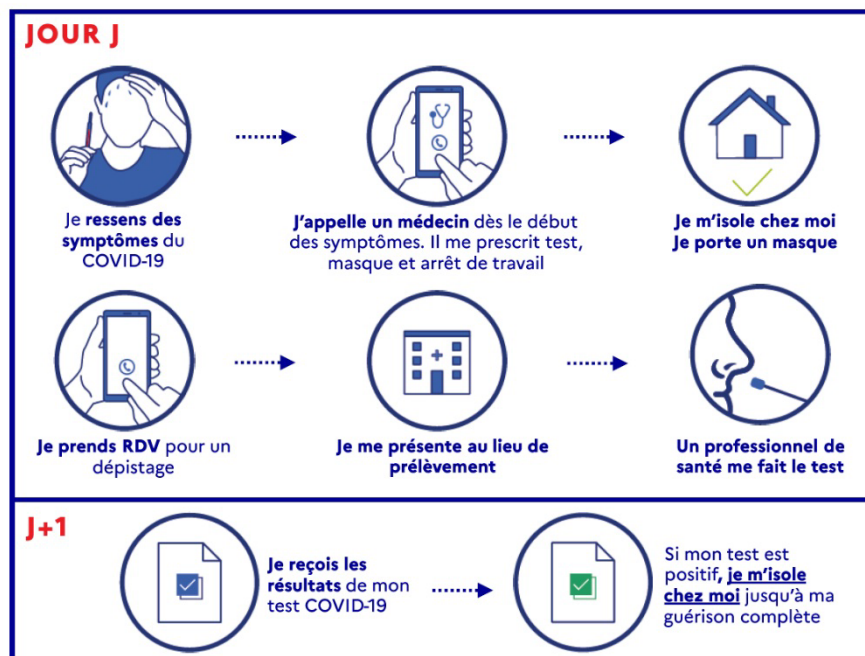 JOUR J
Je ressens des
symptômes du
COVID-19
J'appelle un médecin dès le début
des symptômes. Il me prescrit test,
masque et arrêt de travail
Je m'isole chez moi
Je porte un masque
Je prends RDV pour un
dépistage
Je me présente au lieu de
prélèvement
Un professionnel de
santé me fait le test
J+1
Je reçois les
résultats de mon
test COVID-19
Si mon test est
positif, je m'isole
chez moi jusqu'à ma
guérison complète